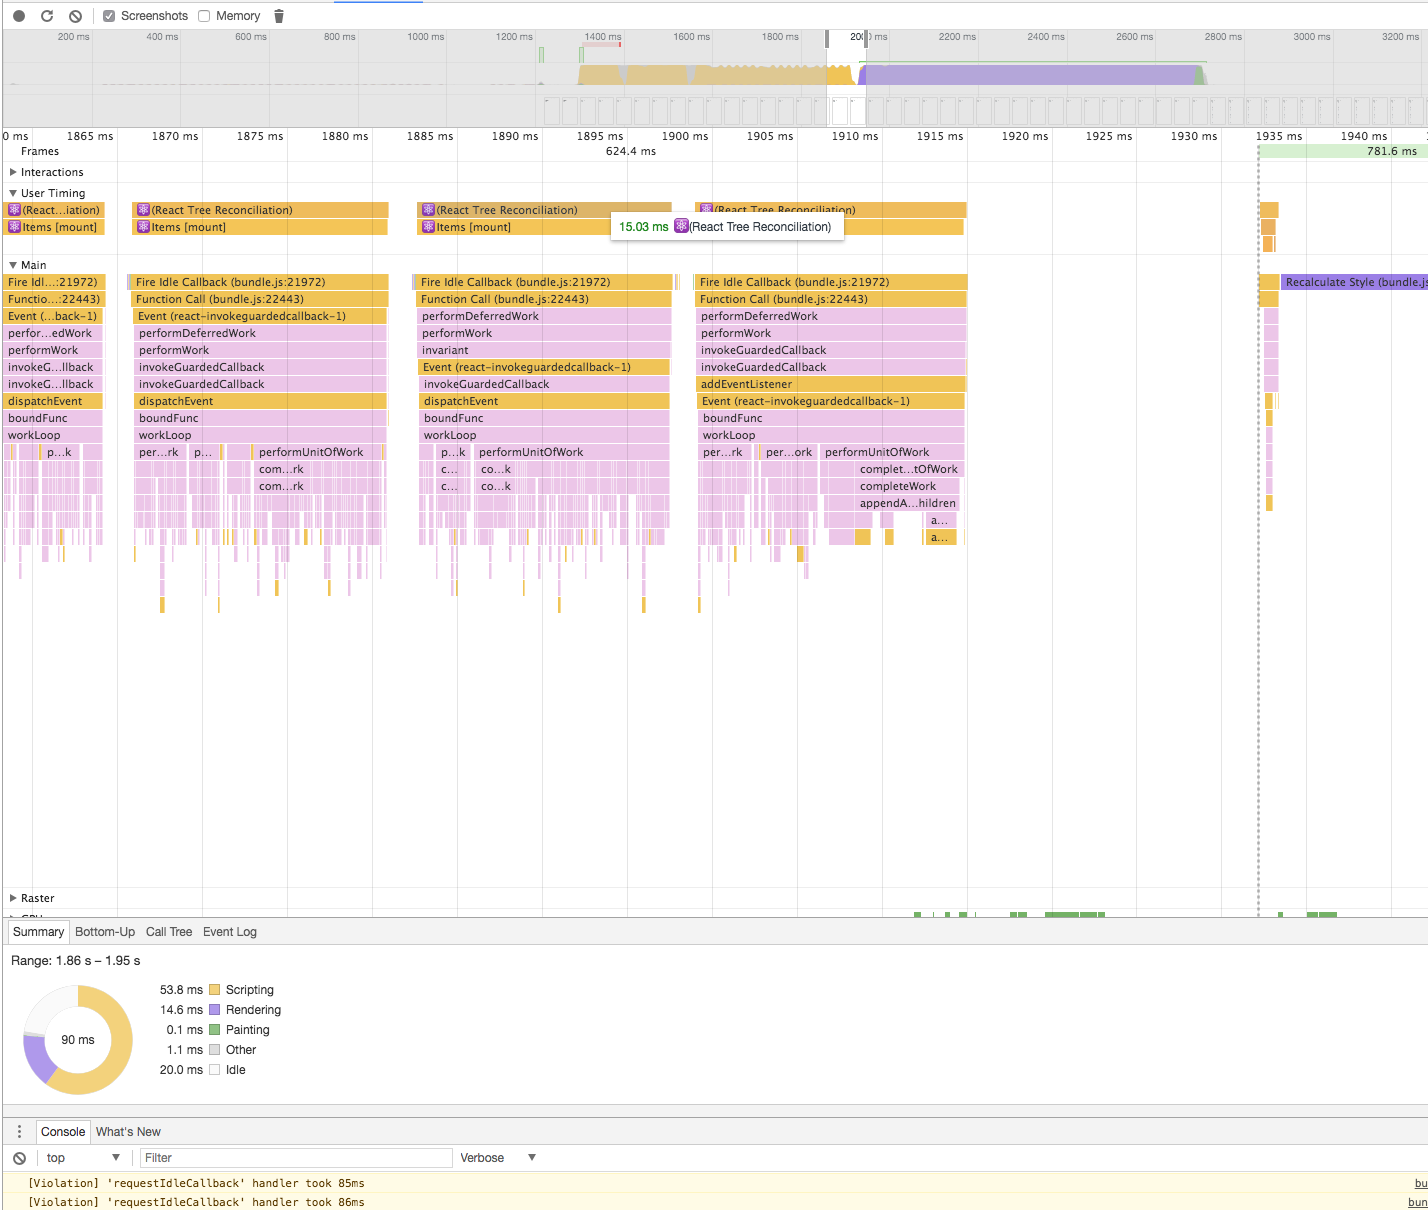 Screenshots Memory
200 ms 400 ms 600 ms 800 ms 1000 ms 1200 ms 1400 ms 1600 ms 1800 ms 2000 ms 2200 ms 2400 ms 2600 ms 2800 ms 3000 ms 3200 ms
0 ms 1865 ms 1870 ms 1875 ms 1880 ms 1885 ms 1890 ms 1895 ms 1900 ms 1905 ms 1910 ms 1915 ms 1920 ms 1925 ms 1930 ms 1935 ms 1940 ms
Frames 624.4 ms 781.6 ms
Interactions
User Timing
(React…iation) (React Tree Reconciliation) (React Tree Reconciliation) (React Tree Reconciliation)
Items [mount] Items [mount] Items [mount]
15.03 ms (React Tree Reconciliation)
Main
Fire Idl…:21972) Fire Idle Callback (bundle.js:21972) Fire Idle Callback (bundle.js:21972) Fire Idle Callback (bundle.js:21972) Recalculate Style (bundle.js
Functio…:22443) Function Call (bundle.js:22443) Function Call (bundle.js:22443) Function Call (bundle.js:22443)
Event (…back-1) Event (react-invokeguardedcallback-1) performDeferredWork performDeferredWork
perfor…edWork performDeferredWork performWork performWork
performWork performWork invariant invokeGuardedCallback
invokeG…llback invokeGuardedCallback Event (react-invokeguardedcallback-1) invokeGuardedCallback
invokeG…llback invokeGuardedCallback invokeGuardedCallback addEventListener
dispatchEvent dispatchEvent dispatchEvent Event (react-invokeguardedcallback-1)
boundFunc boundFunc boundFunc boundFunc
workLoop workLoop workLoop workLoop
p…k per…rk p… performUnitOfWork p…k performUnitOfWork per…rk per…ork performUnitOfWork
com…rk c… co…k complet…tOfWork
com…rk c… co…k completeWork
appendA…hildren
a…
a…
Raster
Summary Bottom-Up Call Tree Event Log
Range: 1.86 s – 1.95 s
53.8 ms Scripting
14.6 ms Rendering
90 ms
0.1 ms Painting
1.1 ms Other
20.0 ms Idle
Console What's New
top Filter Verbose
[Violation] 'requestIdleCallback' handler took 85ms bu
[Violation] 'requestIdleCallback' handler took 86ms bun